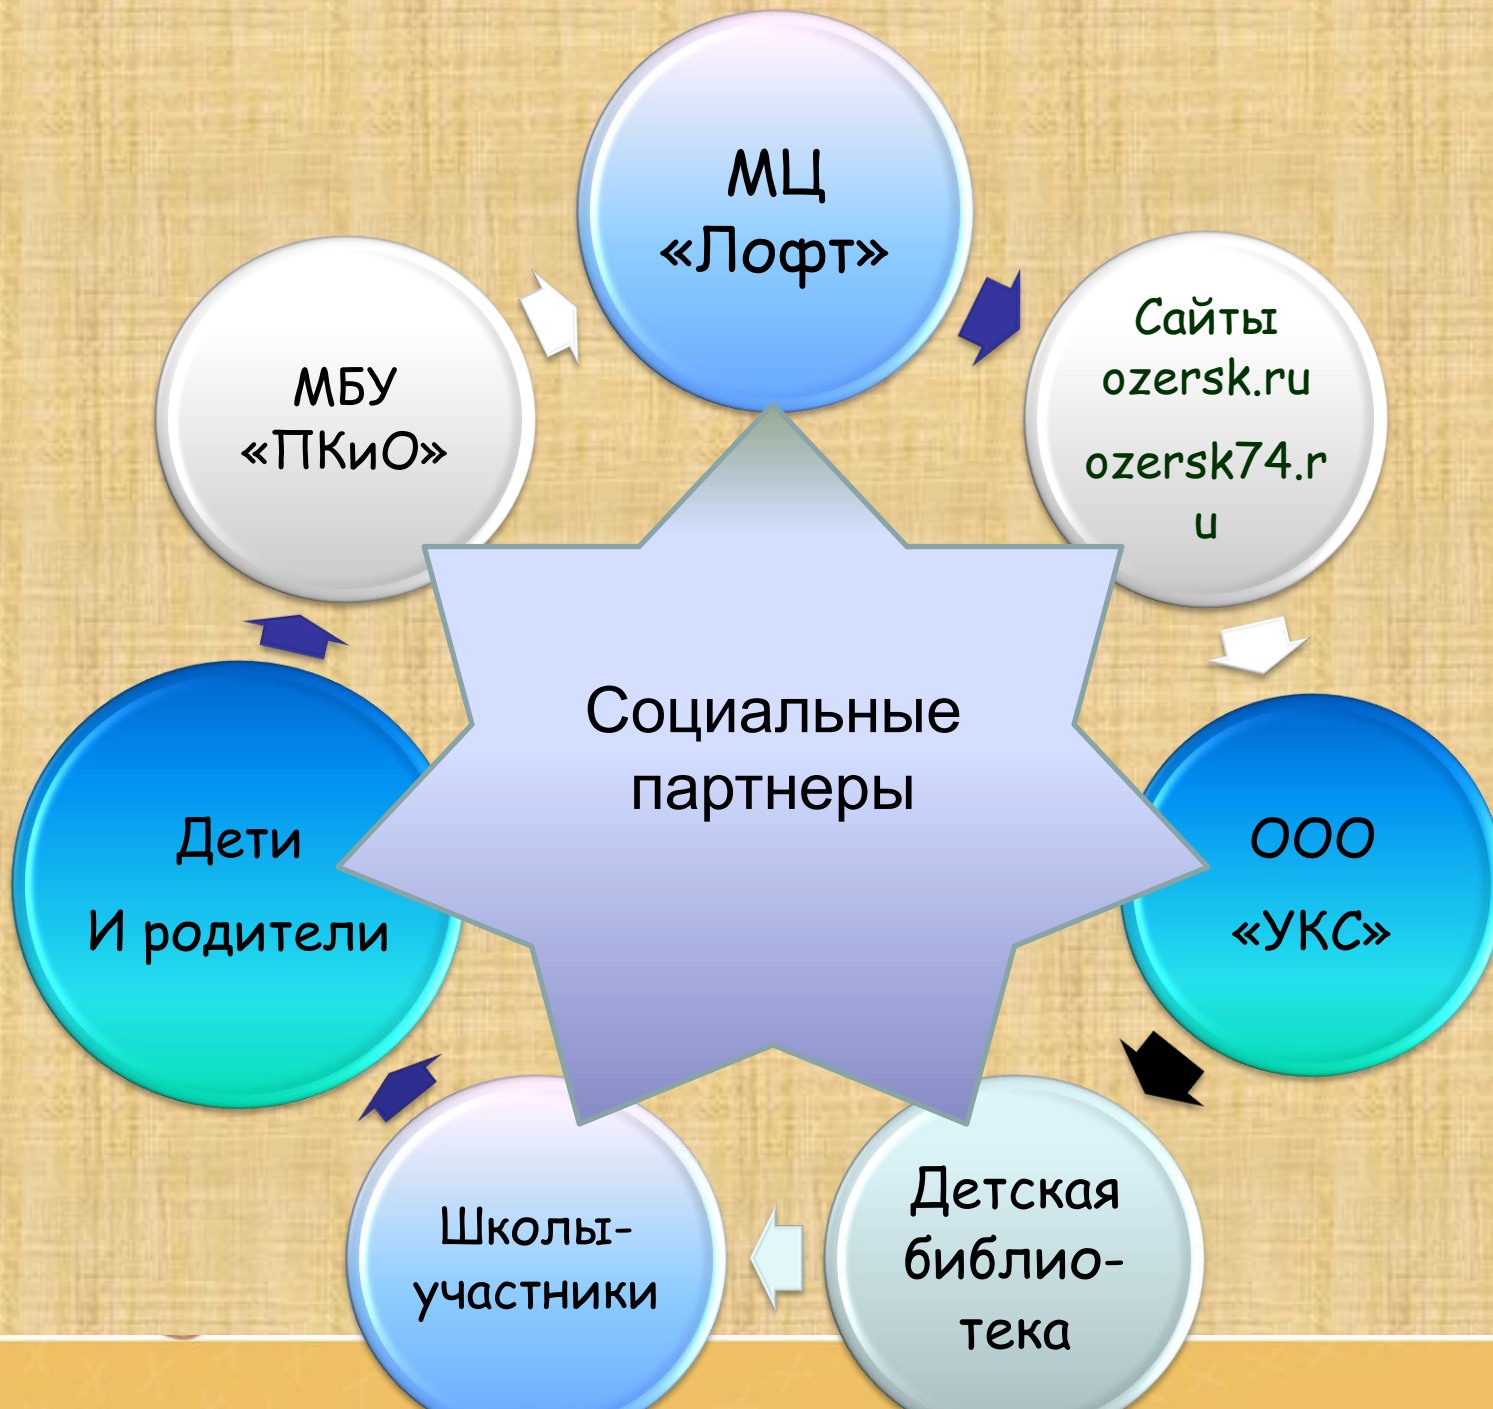 МЦ
«Лофт»
Сайты
ozersk.ru
ozersk74.r
u
ООО
«УКС»
Детская
библио-
тека
Школы-
участники
Дети
И родители
МБУ
«ПКиО»
Социальные
партнеры